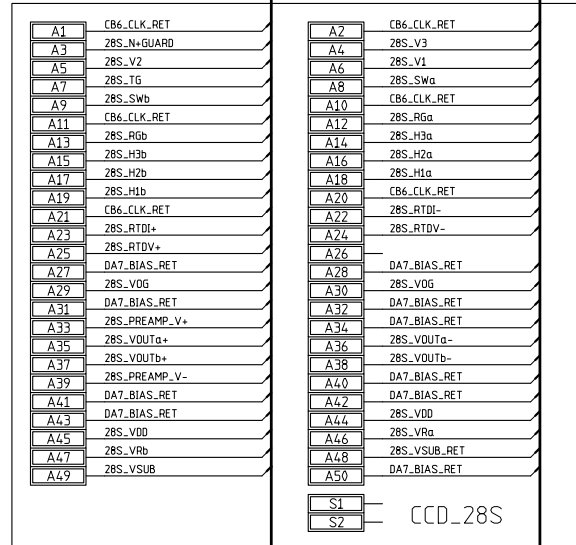 A1 CB6_CLK_RET
A3 28S_N+GUARD
A5 28S_V2
A7 28S_TG
A9 28S_SWb
A11 CB6_CLK_RET
A13 28S_RGb
A15 28S_H3b
A17 28S_H2b
A19 28S_H1b
A21 CB6_CLK_RET
A23 28S_RTDI+
A25 28S_RTDV+
A27 DA7_BIAS_RET
A29 28S_VOG
A31 DA7_BIAS_RET
A33 28S_PREAMP_V+
A35 28S_VOUTa+
A37 28S_VOUTb+
A39 28S_PREAMP_V-
A41 DA7_BIAS_RET
A43 DA7_BIAS_RET
A45 28S_VDD
A47 28S_VRb
A49 28S_VSUB
A2 CB6_CLK_RET
A4 28S_V3
A6 28S_V1
A8 28S_SWa
A10 CB6_CLK_RET
A12 28S_RGa
A14 28S_H3a
A16 28S_H2a
A18 28S_H1a
A20 CB6_CLK_RET
A22 28S_RTDI-
A24 28S_RTDV-
A26
A28 DA7_BIAS_RET
A30 28S_VOG
A32 DA7_BIAS_RET
A34 DA7_BIAS_RET
A36 28S_VOUTa-
A38 28S_VOUTb-
A40 DA7_BIAS_RET
A42 DA7_BIAS_RET
A44 28S_VDD
A46 28S_VRa
A48 28S_VSUB_RET
A50 DA7_BIAS_RET
S1
S2
CCD_28S